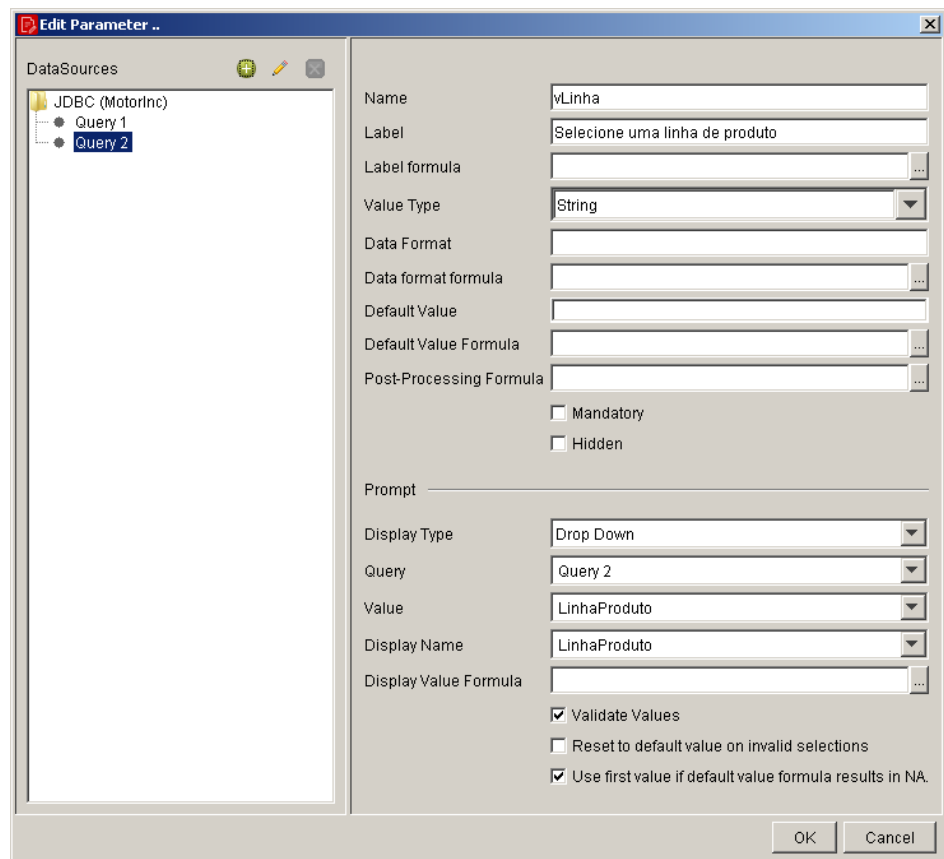 Edit Parameter ..
DataSources
JDBC (MotorInc)
Query 1
Query 2
Name vLinha
Label Selecione uma linha de produto
Label formula ...
Value Type String
Data Format
Data format formula ...
Default Value
Default Value Formula ...
Post-Processing Formula ...
Mandatory
Hidden
Prompt
Display Type Drop Down
Query Query 2
Value LinhaProduto
Display Name LinhaProduto
Display Value Formula ...
Validate Values
Reset to default value on invalid selections
Use first value if default value formula results in NA.
OK Cancel